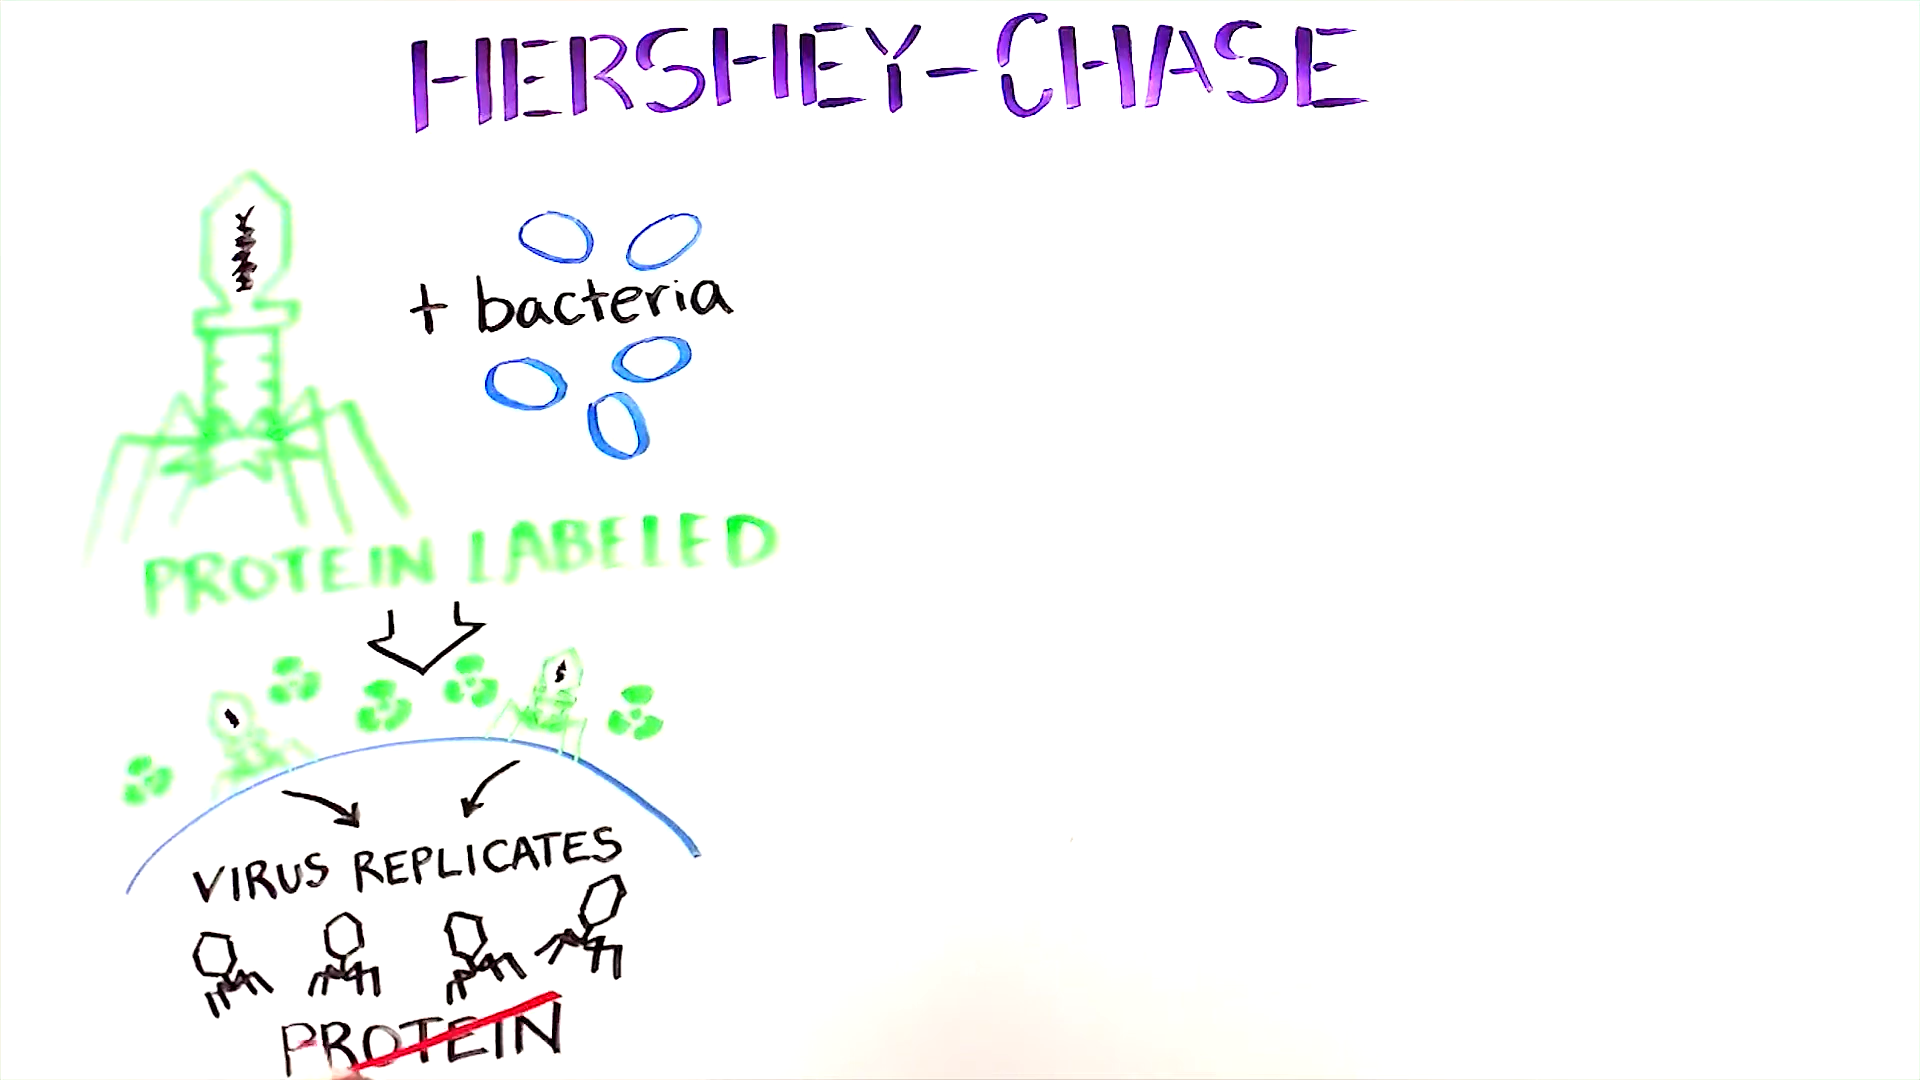 HERSHEY-CHASE
+ bacteria
PROTEIN LABELED
VIRUS REPLICATES
PROTEIN